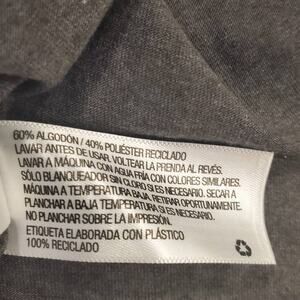 60% ALGODÓN / 40% POLIÉSTER RECICLADO
LAVAR ANTES DE USAR. VOLTEAR LA PRENDA AL REVÉS.
LAVAR A MÁQUINA CON AGUA FRÍA CON COLORES SIMILARES.
SÓLO BLANQUEADOR SIN CLORO SI ES NECESARIO. SECAR A
MÁQUINA A TEMPERATURA BAJA, RETIRAR OPORTUNAMENTE.
PLANCHAR A BAJA TEMPERATURA SI ES NECESARIO.
NO PLANCHAR SOBRE LA IMPRESIÓN.
ETIQUETA ELABORADA CON PLÁSTICO
100% RECICLADO